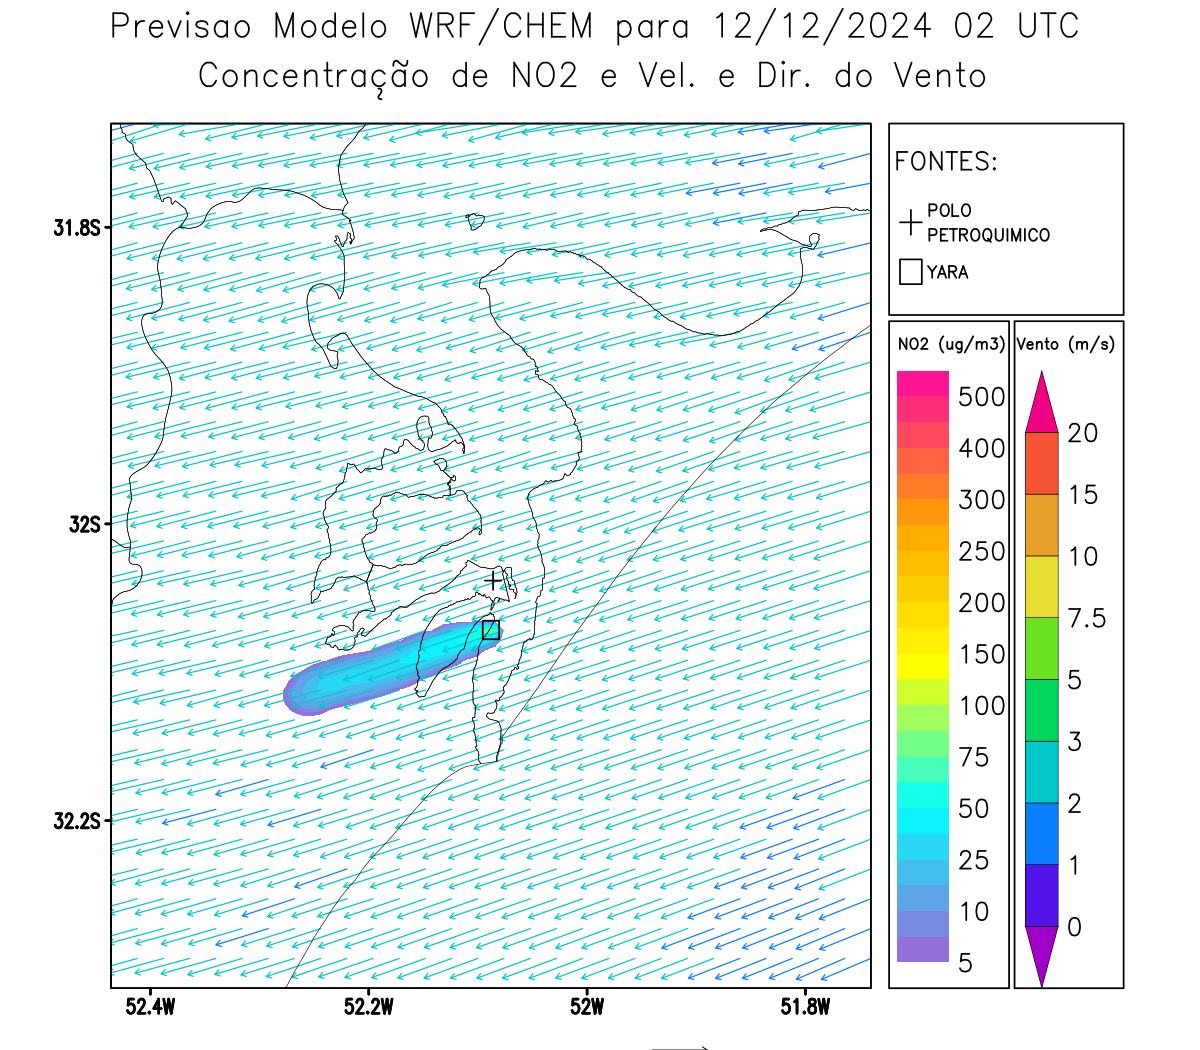 Previsao Modelo WRF/CHEM para 12/12/2024 02 UTC
Concentração de NO2 e Vel. e Dir. do Vento
FONTES:
POLO
PETROQUIMICO
YARA
NO2 (ug/m3)
500
400
300
250
200
150
100
75
50
25
10
5
Vento (m/s)
20
15
10
7.5
5
3
2
1
0
31.8S
32S
32.2S
52.4W 52.2W 52W 51.8W